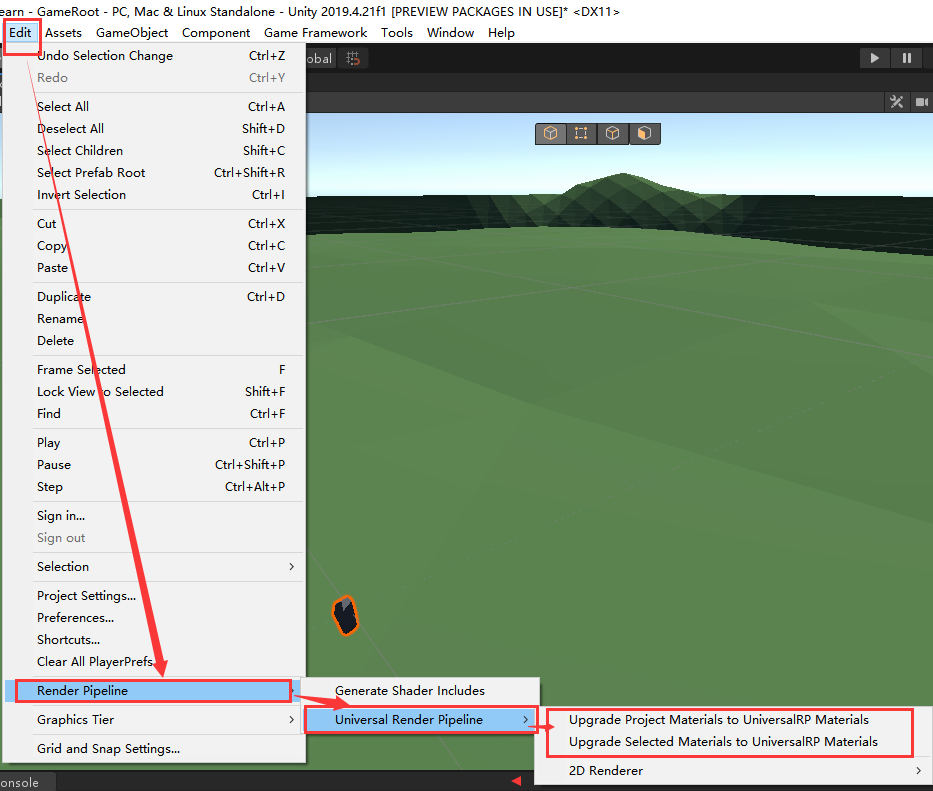 earn - GameRoot - PC, Mac & Linux Standalone - Unity 2019.4.21f1 [PREVIEW PACKAGES IN USE]* <DX11>
Edit Assets GameObject Component Game Framework Tools Window Help
obal
Undo Selection Change Ctrl+Z
Redo Ctrl+Y
Select All Ctrl+A
Deselect All Shift+D
Select Children Shift+C
Select Prefab Root Ctrl+Shift+R
Invert Selection Ctrl+I
Cut Ctrl+X
Copy Ctrl+C
Paste Ctrl+V
Duplicate Ctrl+D
Rename
Delete
Frame Selected F
Lock View to Selected Shift+F
Find Ctrl+F
Play Ctrl+P
Pause Ctrl+Shift+P
Step Ctrl+Alt+P
Sign in...
Sign out
Selection
Project Settings...
Preferences...
Shortcuts...
Clear All PlayerPrefs
Render Pipeline
Graphics Tier
Grid and Snap Settings...
Generate Shader Includes
Universal Render Pipeline
Upgrade Project Materials to UniversalRP Materials
Upgrade Selected Materials to UniversalRP Materials
2D Renderer
onsole